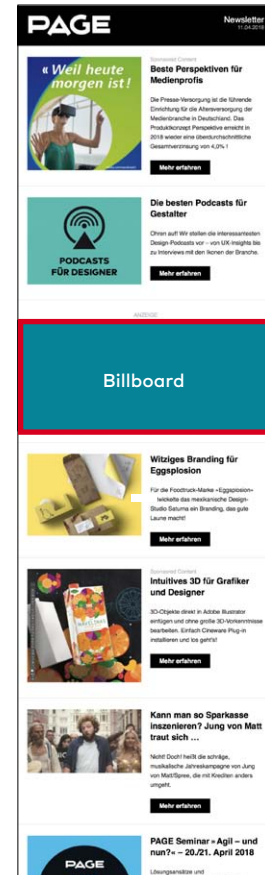 PAGE
Newsletter
11.04.2018
« Weil heute
morgen ist!
Sponsored Content
Beste Perspektiven für
Medienprofis
Die Presse-Versorgung ist die führende
Einrichtung für die Altersversorgung der
Medienbranche in Deutschland. Das
Produktkonzept Perspektive erreicht in
2018 wieder eine überdurchschnittliche
Gesamtverzinsung von 4,0% !
Mehr erfahren
PODCASTS
FÜR DESIGNER
Die besten Podcasts für
Gestalter
Ohren auf! Wir stellen die interessantesten
Design-Podcasts vor – von UX-Insights bis
zu Interviews mit den Ikonen der Branche.
Mehr erfahren
ANZEIGE
Billboard
Witziges Branding für
Eggsplosion
Für die Foodtruck-Marke »Eggsplosion«
wickelte das mexikanische Design-
Studio Saturna ein Branding, das gute
Laune macht!
Mehr erfahren
Sponsored Content
Intuitives 3D für Grafiker
und Designer
3D-Objekte direkt in Adobe Illustrator
einfügen und ohne große 3D-Vorkenntnisse
bearbeiten. Einfach Cineware Plug-in
installieren und los geht's!
Mehr erfahren
Kann man so Sparkasse
inszenieren? Jung von Matt
traut sich …
Nicht! Doch! heißt die schräge,
musikalische Jahreskampagne von Jung
von Matt/Spree, die mit Krediten anders
umgeht.
Mehr erfahren
PAGE
PAGE Seminar »Agil – und
nun?« – 20./21. April 2018
Lösungsansätze und